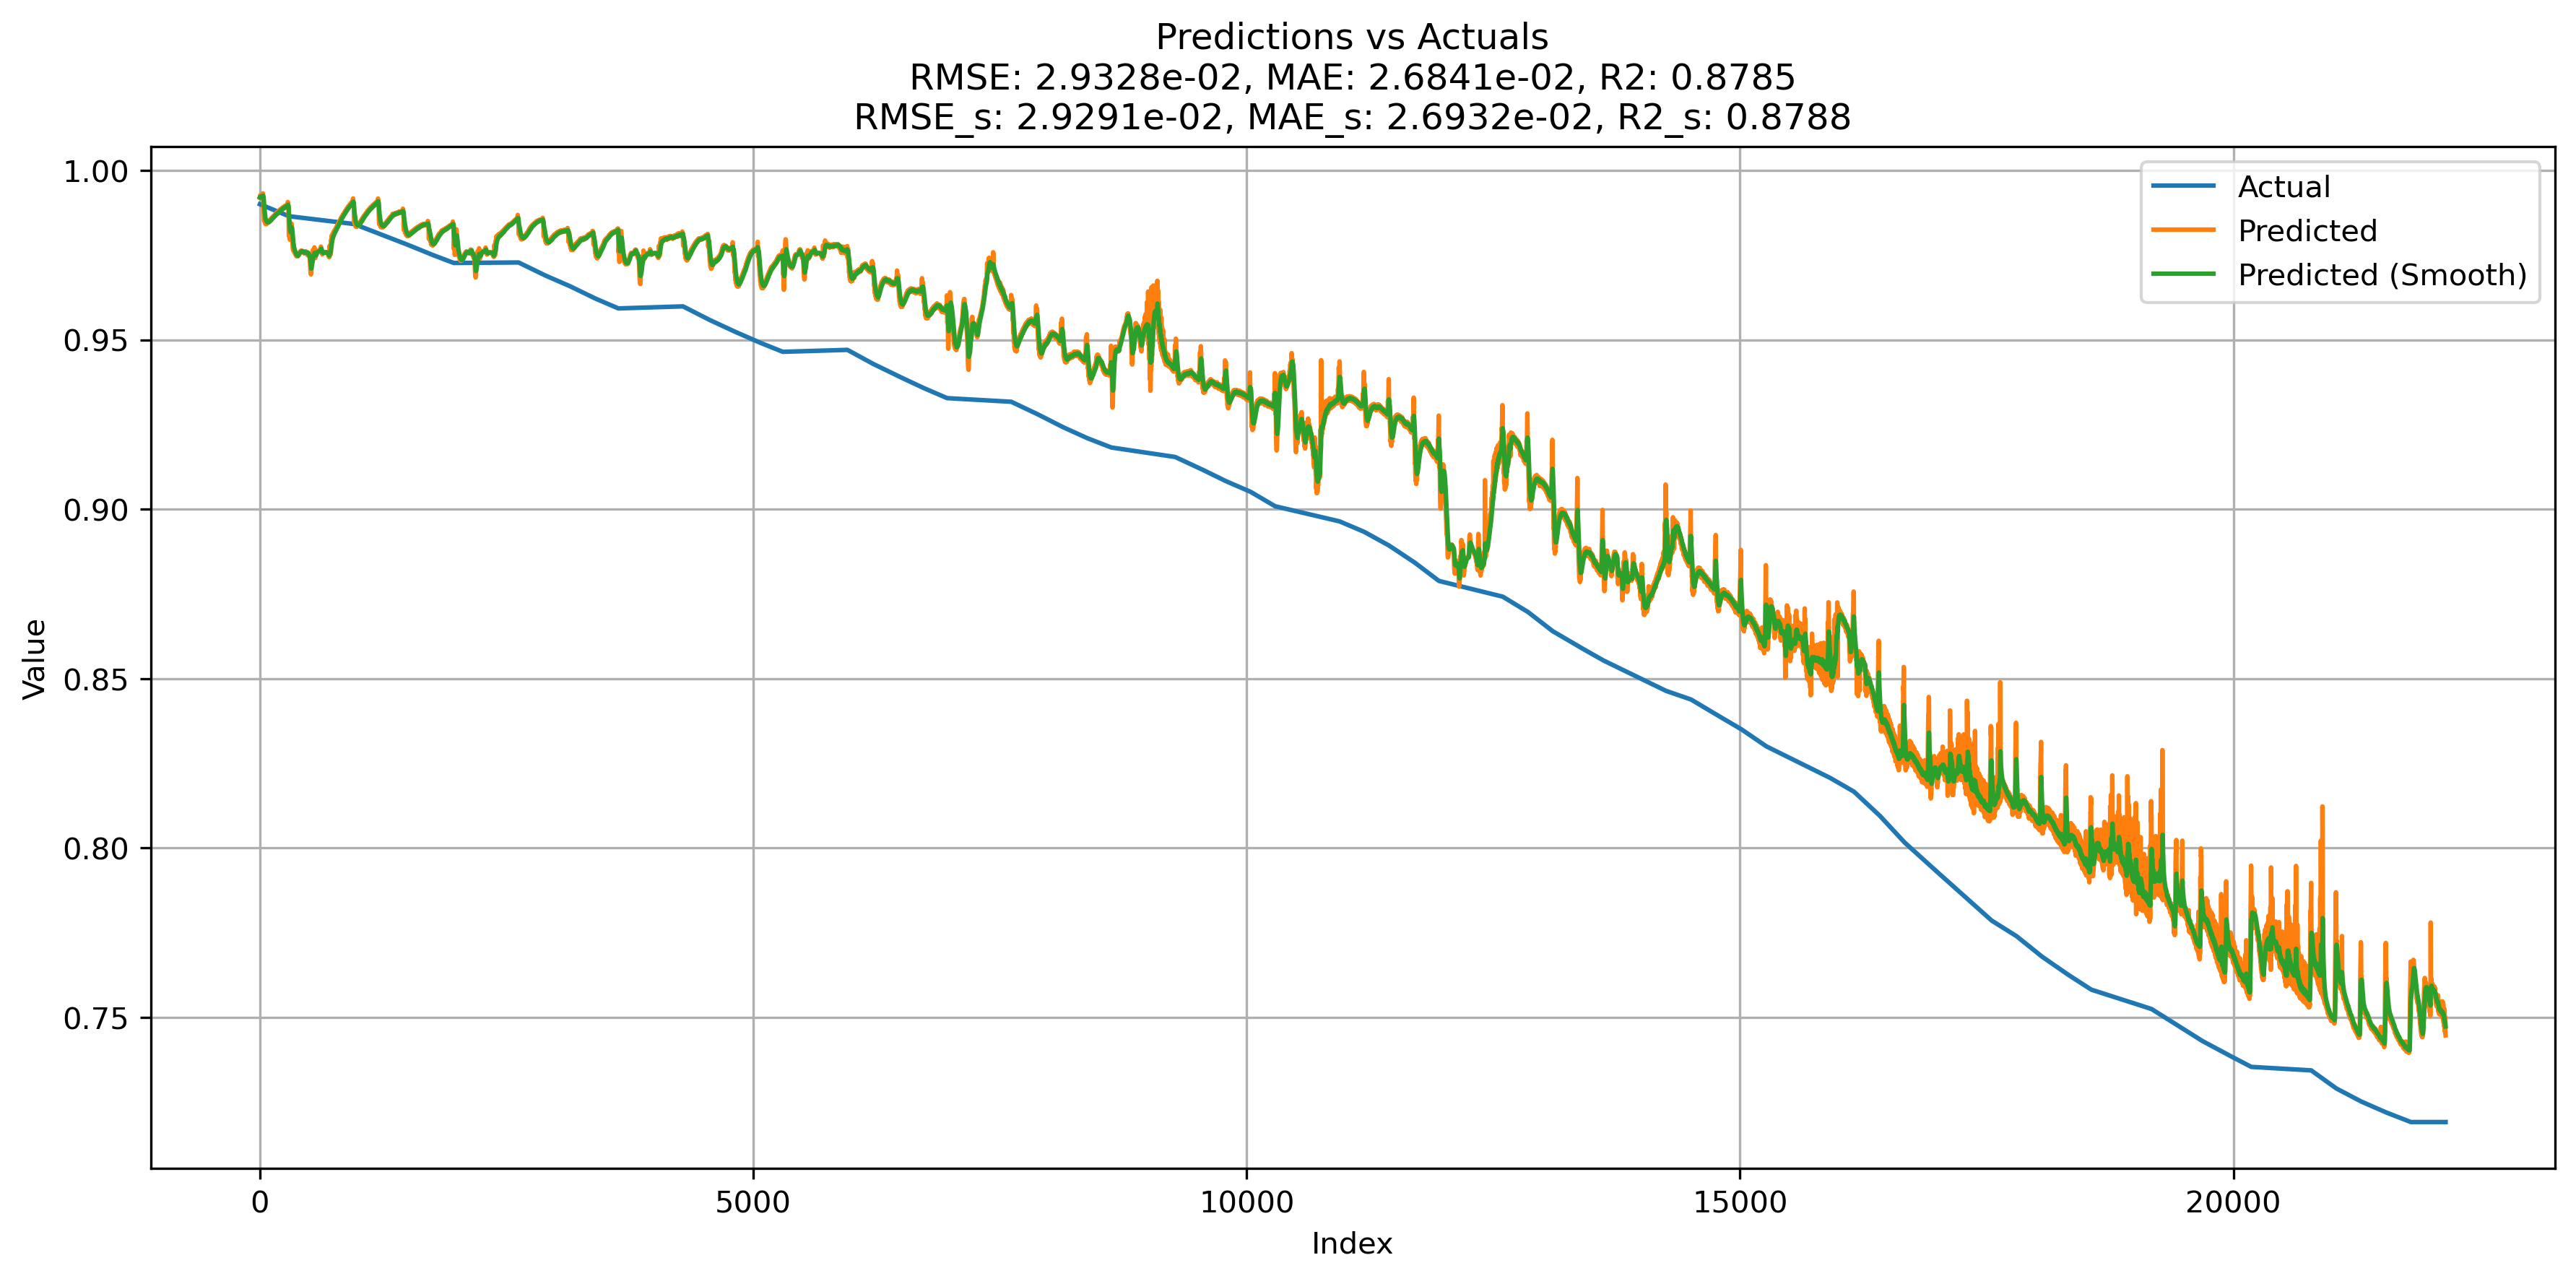 Predictions vs Actuals
RMSE: 2.9328e-02, MAE: 2.6841e-02, R2: 0.8785
RMSE_s: 2.9291e-02, MAE_s: 2.6932e-02, R2_s: 0.8788
Actual
Predicted
Predicted (Smooth)
Value
1.00
0.95
0.90
0.85
0.80
0.75
0
5000
10000
15000
20000
Index